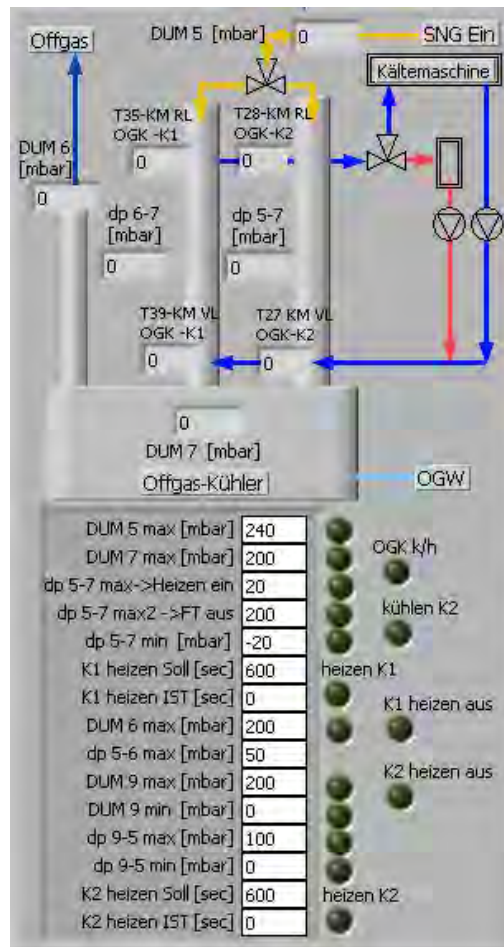 Offgas
DUM 5 [mbar]
0
SNG Ein
Kältemaschine
T35-KM RL
OGK -K1
0
T28-KM RL
OGK-K2
0
DUM 6
[mbar]
0
dp 6-7
[mbar]
0
dp 5-7
[mbar]
0
T39-KM VL
OGK -K1
0
T27 KM VL
OGK-K2
0
0
DUM 7 [mbar]
Offgas-Kühler
OGW
DUM 5 max [mbar] 240
DUM 7 max [mbar] 200
OGK k/h
dp 5-7 max->Heizen ein 20
dp 5-7 max2 ->FT aus 200
kühlen K2
dp 5-7 min [mbar] -20
K1 heizen Soll [sec] 600 heizen K1
K1 heizen IST [sec] 0
K1 heizen aus
DUM 6 max [mbar] 200
dp 5-6 max [mbar] 50
K2 heizen aus
DUM 9 max [mbar] 200
DUM 9 min [mbar] 0
dp 9-5 max [mbar] 100
dp 9-5 min [mbar] 0
K2 heizen Soll [sec] 600 heizen K2
K2 heizen IST [sec] 0